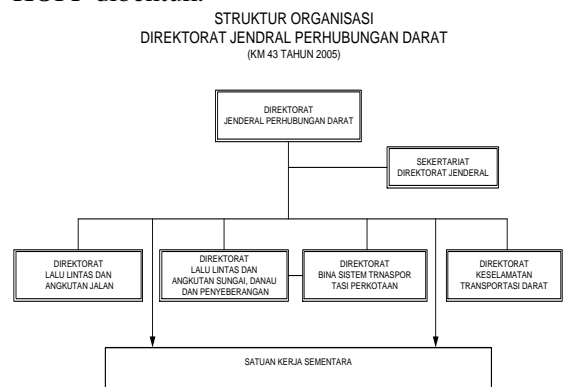 STRUKTUR ORGANISASI
DIREKTORAT JENDRAL PERHUBUNGAN DARAT
(KM 43 TAHUN 2005)
DIREKTORAT
JENDERAL PERHUBUNGAN DARAT
SEKERTARIAT
DIREKTORAT JENDERAL
DIREKTORAT
LALU LINTAS DAN
ANGKUTAN JALAN
DIREKTORAT
LALU LINTAS DAN
ANGKUTAN SUNGAI, DANAU
DAN PENYEBERANGAN
DIREKTORAT
BINA SISTEM TRNASPOR
TASI PERKOTAAN
DIREKTORAT
KESELAMATAN
TRANSPORTASI DARAT
SATUAN KERJA SEMENTARA